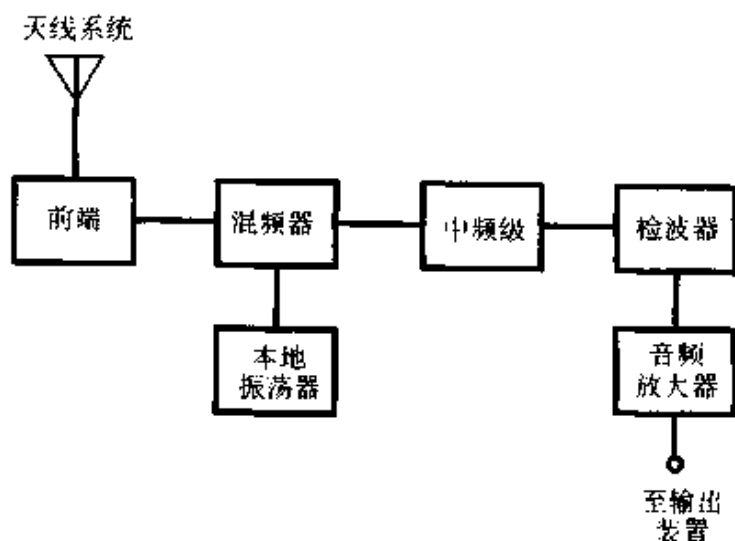 天线系统
前端
混频器
中频级
检波器
本地
振荡器
音频
放大器
至输出
装置